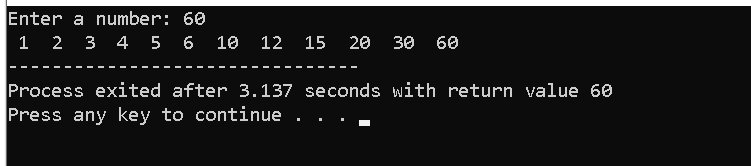 Enter a number: 60
 1  2  3  4  5  6  10  12  15  20  30  60
--------------------------------
Process exited after 3.137 seconds with return value 60
Press any key to continue . . .